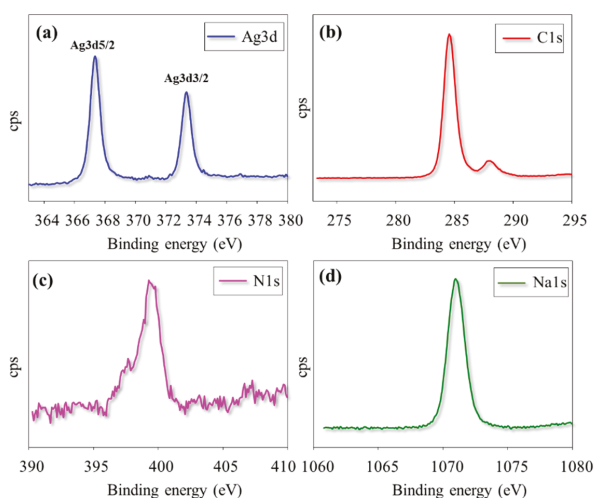 (a)
Ag3d5/2
Ag3d3/2
Ag3d
cps
364 366 368 370 372 374 376 378 380
Binding energy (eV)
(b)
C1s
cps
275 280 285 290 295
Binding energy (eV)
(c)
N1s
cps
390 395 400 405 410
Binding energy (eV)
(d)
Na1s
cps
1060 1065 1070 1075 1080
Binding energy (eV)